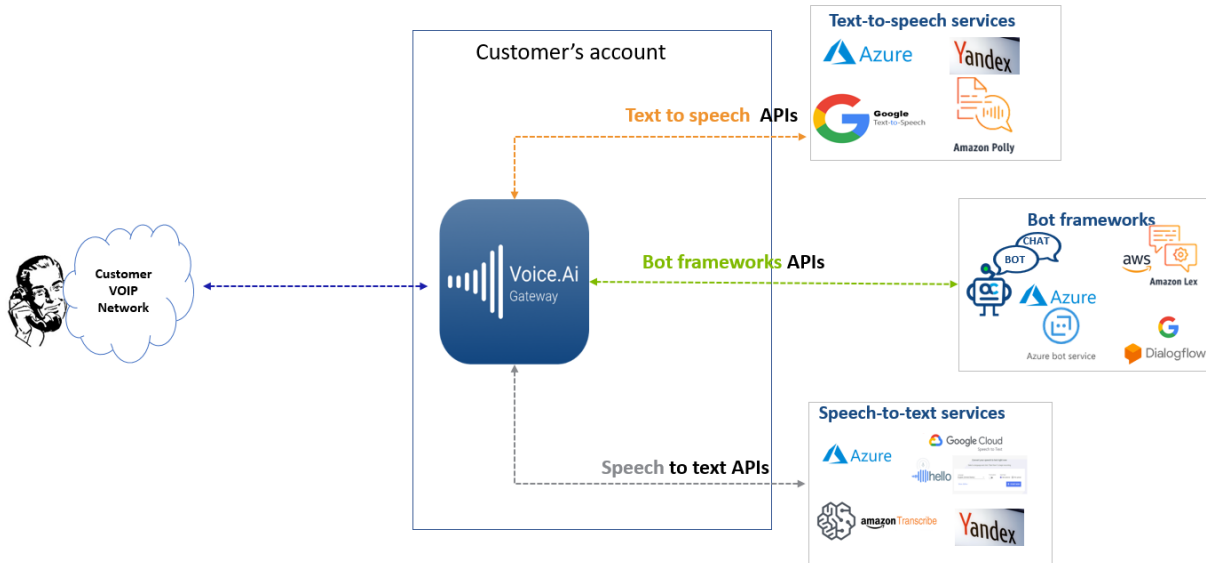 Text-to-speech services
Azure
Yandex
Google
Text-to-Speech
Amazon Polly
Customer's account
Text to speech APIs
Bot frameworks
CHAT
BOT
aws
Amazon Lex
Azure
Azure bot service
Dialogflow
Customer
VOIP
Network
Voice.Ai
Gateway
Bot frameworks APIs
Speech-to-text services
Google Cloud
Speech to Text
Azure
hello
amazon Transcribe
Yandex
Speech to text APIs